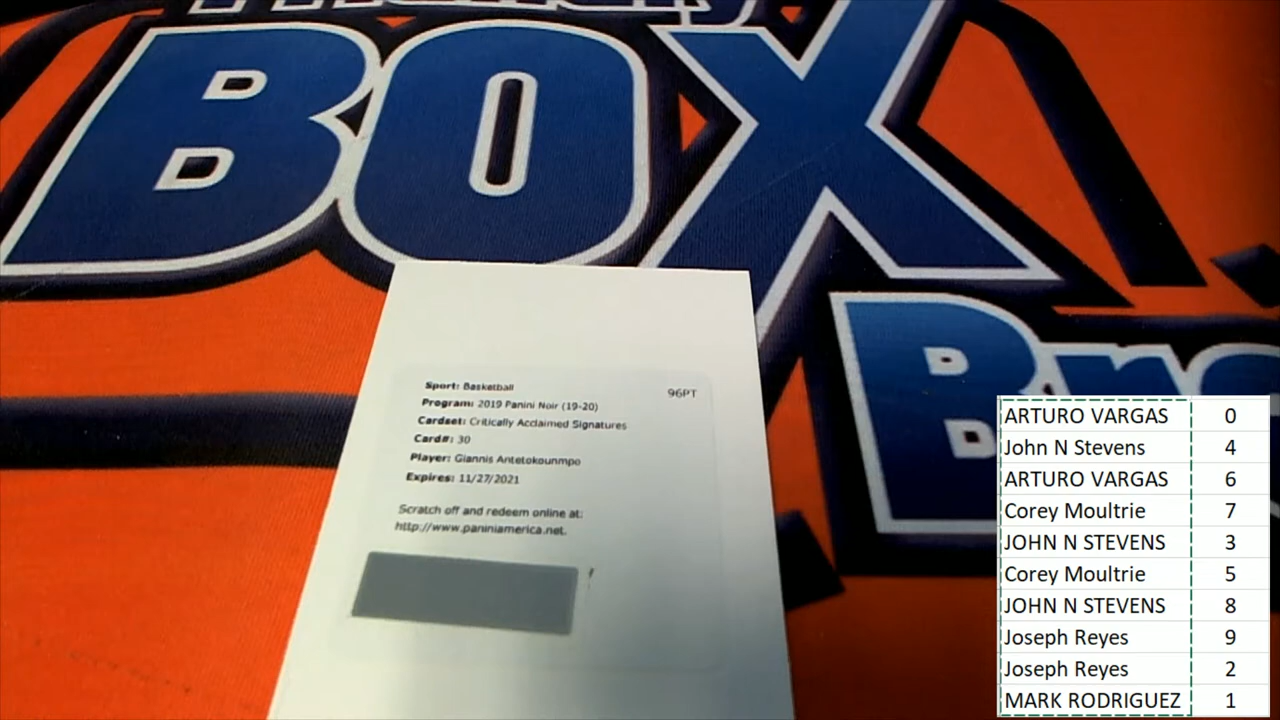 BOX
Sport: Basketball
96PT
Program: 2019 Panini Noir (19-20)
Cardset: Critically Acclaimed Signatures
Card#: 30
Player: Giannis Antetokounmpo
Expires: 11/27/2021
Scratch off and redeem online at:
http://www.paniniamerica.net.
ARTURO VARGAS 0
John N Stevens 4
ARTURO VARGAS 6
Corey Moultrie 7
JOHN N STEVENS 3
Corey Moultrie 5
JOHN N STEVENS 8
Joseph Reyes 9
Joseph Reyes 2
MARK RODRIGUEZ 1